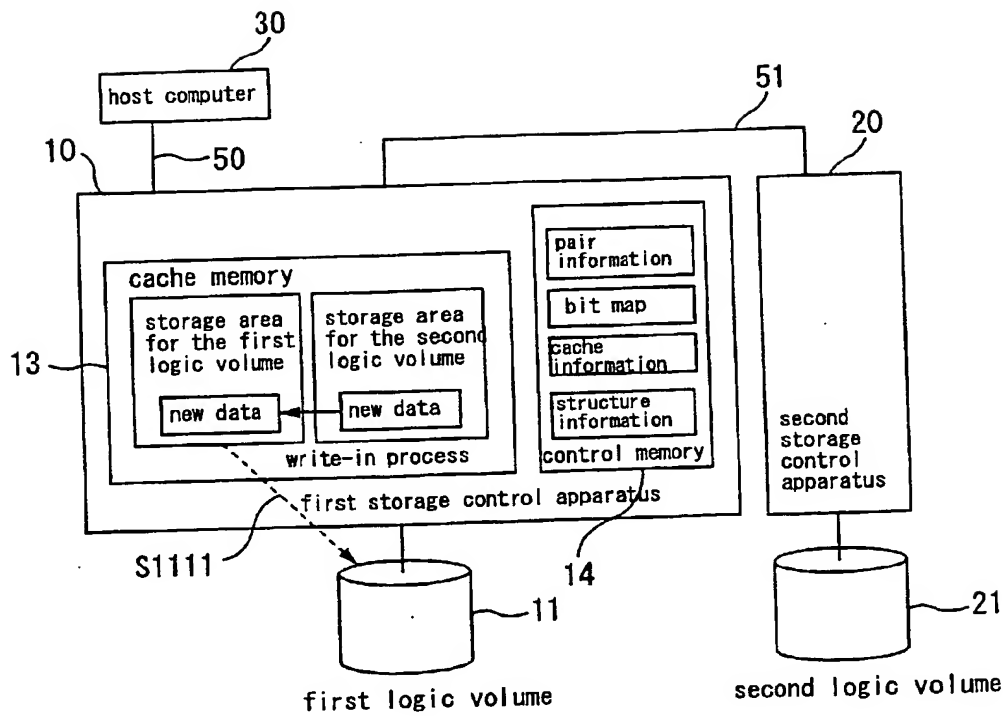 30
host computer
51
20
10
50
pair
information
cache memory
bit map
storage area
for the first
logic volume
storage area
for the second
logic volume
cache
information
13
new data
new data
structure
information
second
storage
control
apparatus
write-in process
control memory
first storage control apparatus
S1111
14
11
21
first logic volume
second logic volume